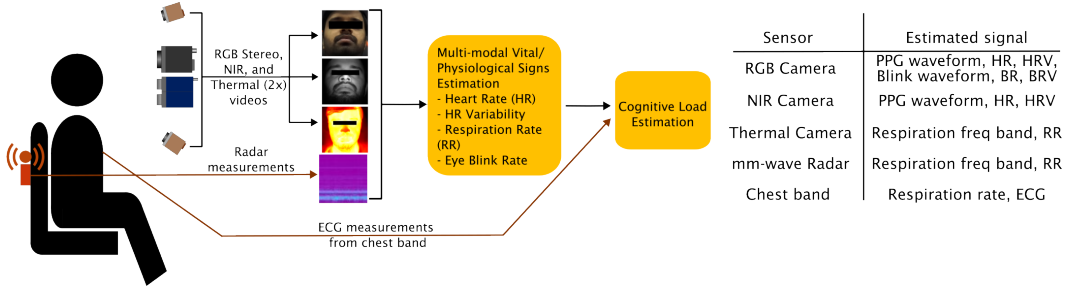 RGB Stereo,
NIR, and
Thermal (2x)
videos
Radar
measurements
ECG measurements
from chest band
Multi-modal Vital/
Physiological Signs
Estimation
- Heart Rate (HR)
- HR Variability
- Respiration Rate
(RR)
- Eye Blink Rate
Cognitive Load
Estimation
Sensor Estimated signal
RGB Camera PPG waveform, HR, HRV,
Blink waveform, BR, BRV
NIR Camera PPG waveform, HR, HRV
Thermal Camera Respiration freq band, RR
mm-wave Radar Respiration freq band, RR
Chest band Respiration rate, ECG